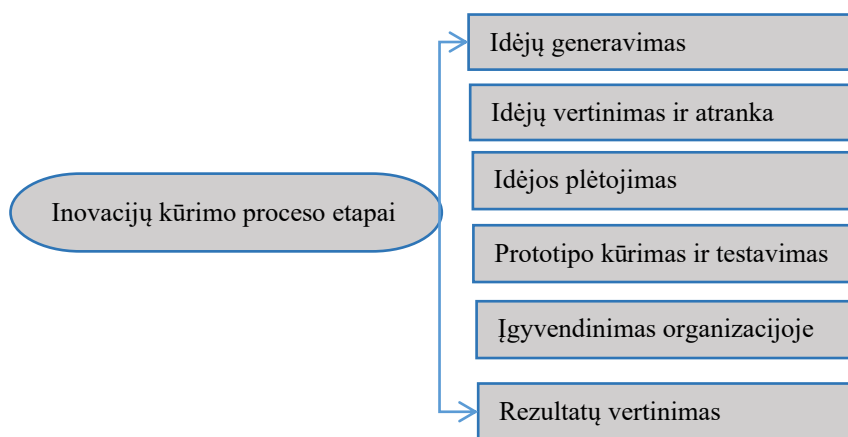 Idėjų generavimas
Idėjų vertinimas ir atranka
Idėjos plėtojimas
Inovacijų kūrimo proceso etapai
Prototipo kūrimas ir testavimas
Įgyvendinimas organizacijoje
Rezultatų vertinimas